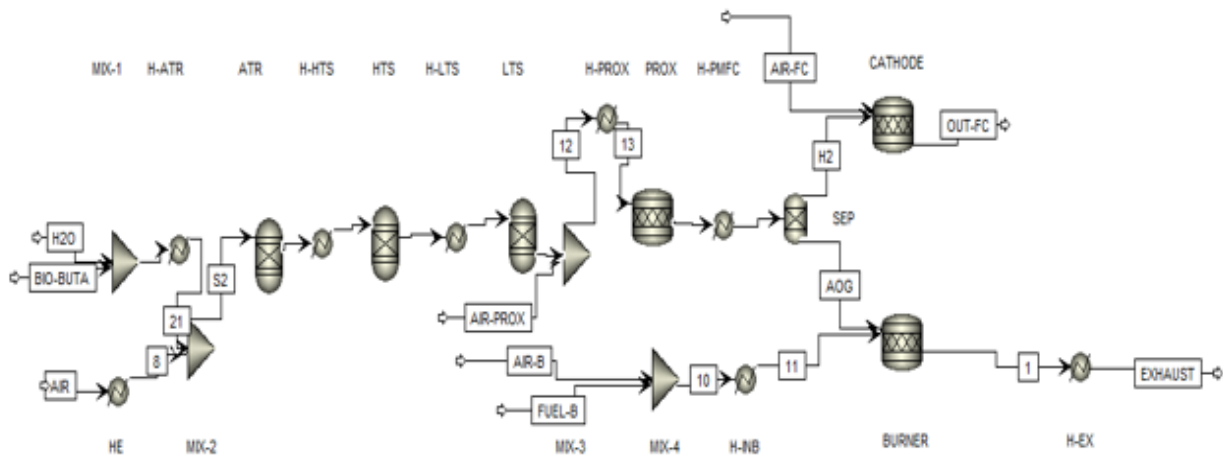 MIX-1 H-ATR ATR H-HTS HTS H-LTS LTS H-PROX PROX H-PMFC
AIR-FC
CATHODE
OUT-FC
12
13
H2
H2O
BIO-BUTA
S2
SEP
AOG
21
8
AIR
AIR-PROX
AIR-B
FUEL-B
10
11
1
EXHAUST
HE MIX-2 MIX-3 MIX-4 H-INB BURNER H-EX